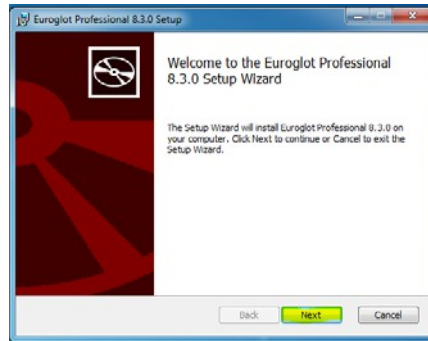 Euroglot Professional 8.3.0 Setup
Welcome to the Euroglot Professional
8.3.0 Setup Wizard
The Setup Wizard will install Euroglot Professional 8.3.0 on
your computer. Click Next to continue or Cancel to exit the
Setup Wizard.
Back Next Cancel